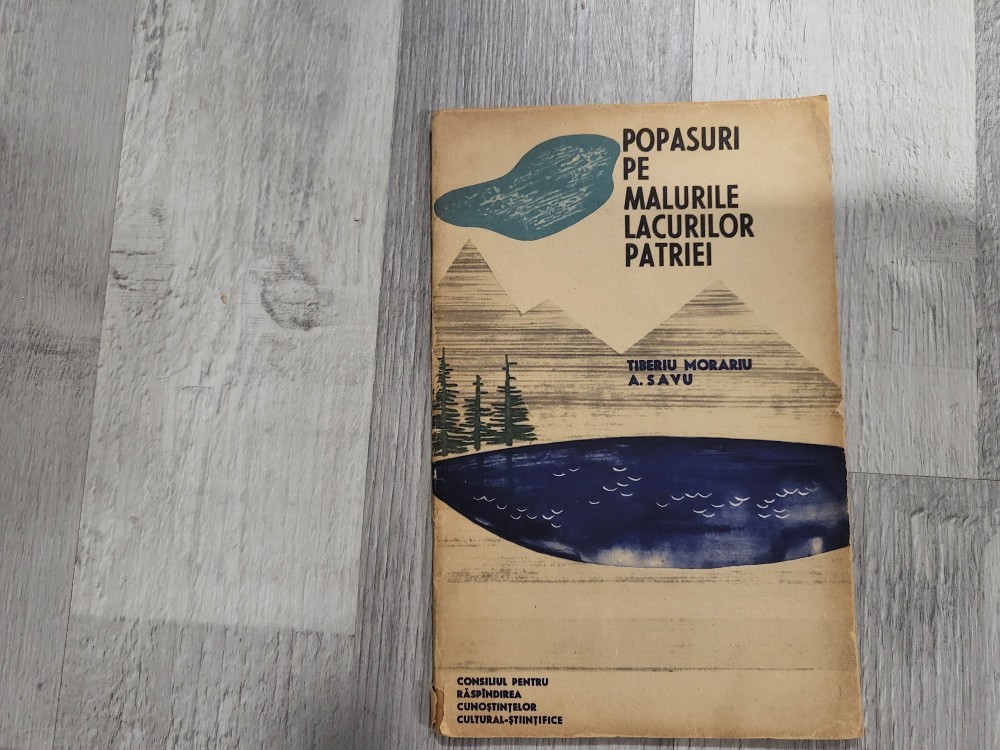 POPASURI
PE
MALURILE
LACURILOR
PATRIEI
TIBERIU MORARIU
A. SAVU
CONSILIUL PENTRU
RĂSPÎNDIREA
CUNOȘTINȚELOR
CULTURAL-ȘTIINȚIFICE